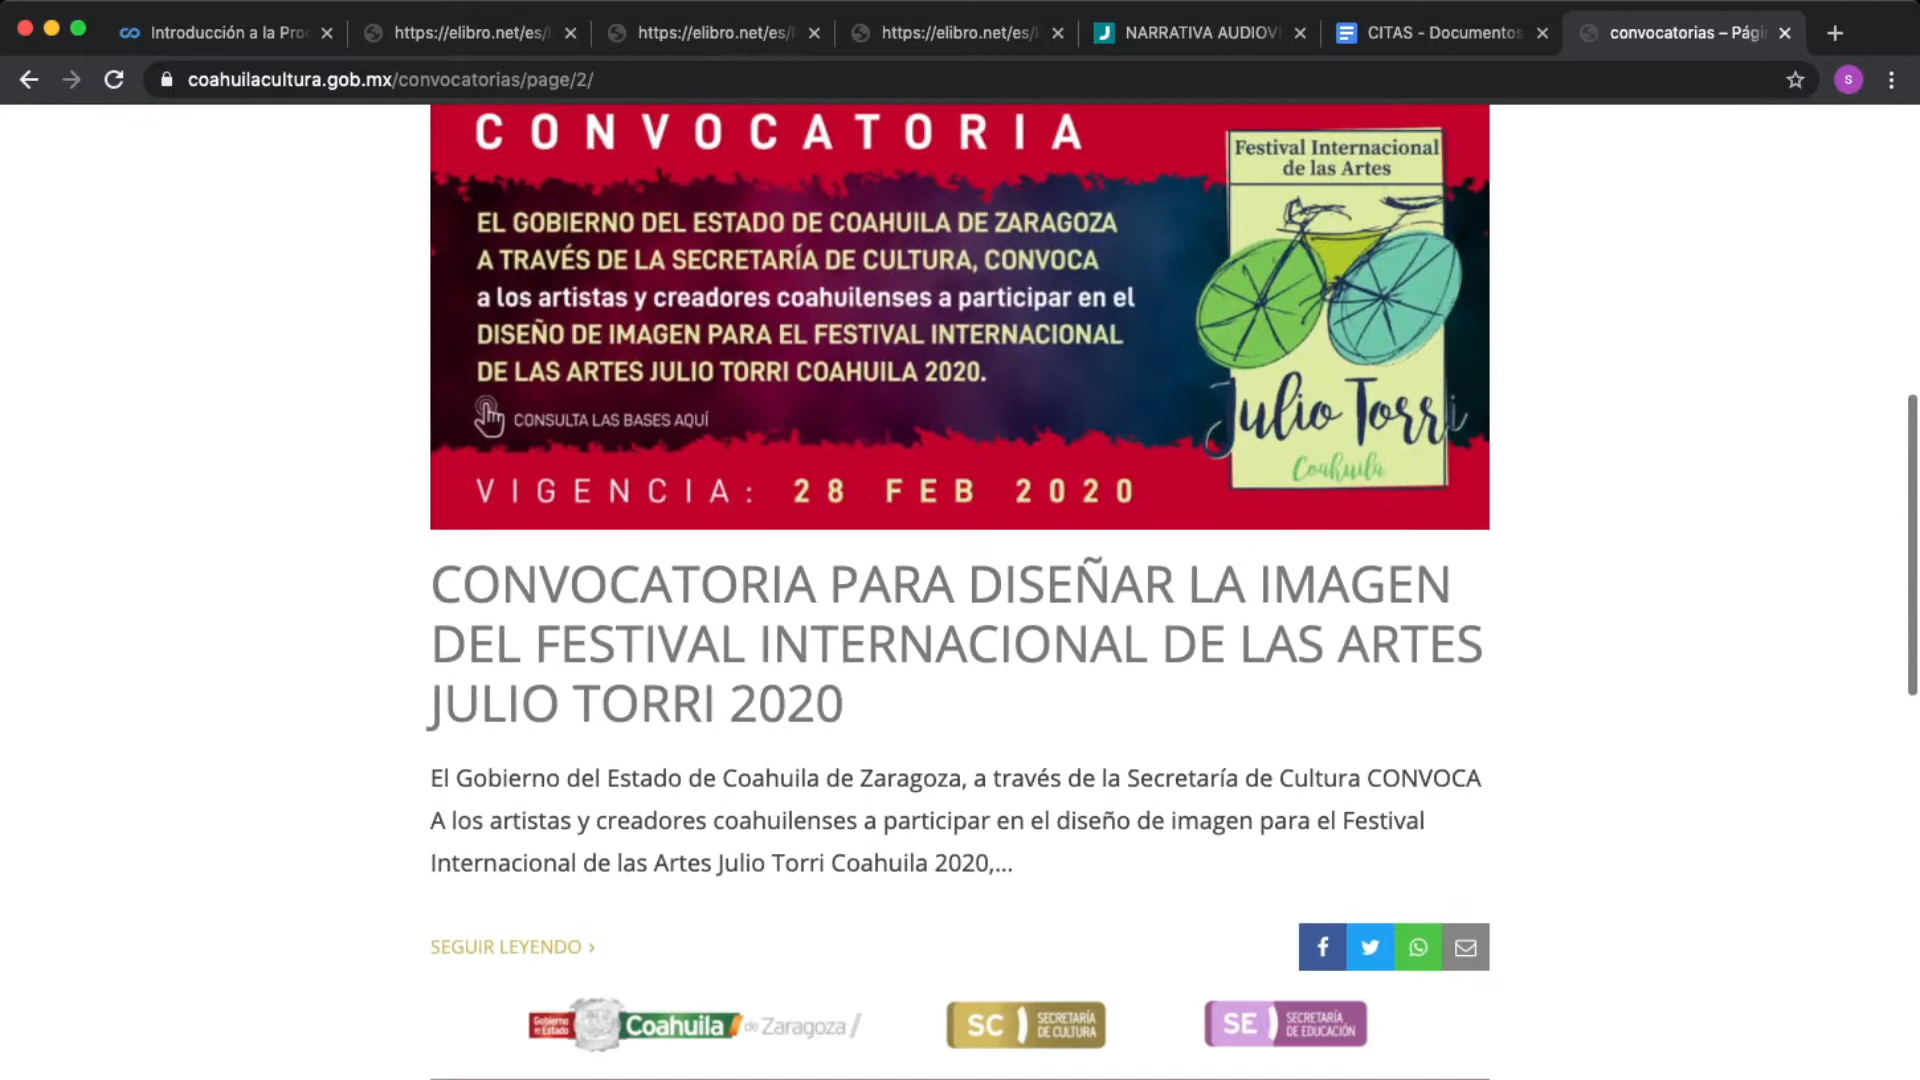 Introducción a la Pro
https://elibro.net/es/l
https://elibro.net/es/l
https://elibro.net/es/l
NARRATIVA AUDIOVI
CITAS - Documentos
convocatorias – Pági
coahuilacultura.gob.mx/convocatorias/page/2/
S
CONVOCATORIA
EL GOBIERNO DEL ESTADO DE COAHUILA DE ZARAGOZA
A TRAVÉS DE LA SECRETARÍA DE CULTURA, CONVOCA
a los artistas y creadores coahuilenses a participar en el
DISEÑO DE IMAGEN PARA EL FESTIVAL INTERNACIONAL
DE LAS ARTES JULIO TORRI COAHUILA 2020.
CONSULTA LAS BASES AQUÍ
VIGENCIA: 28 FEB 2020
Festival Internacional
de las Artes
Julio Torri
Coahuila
CONVOCATORIA PARA DISEÑAR LA IMAGEN
DEL FESTIVAL INTERNACIONAL DE LAS ARTES
JULIO TORRI 2020
El Gobierno del Estado de Coahuila de Zaragoza, a través de la Secretaría de Cultura CONVOCA
A los artistas y creadores coahuilenses a participar en el diseño de imagen para el Festival
Internacional de las Artes Julio Torri Coahuila 2020,...
SEGUIR LEYENDO ›
Gobierno
de Estado
Coahuila de Zaragoza
SC
SECRETARÍA
DE CULTURA
SE
SECRETARÍA
DE EDUCACIÓN